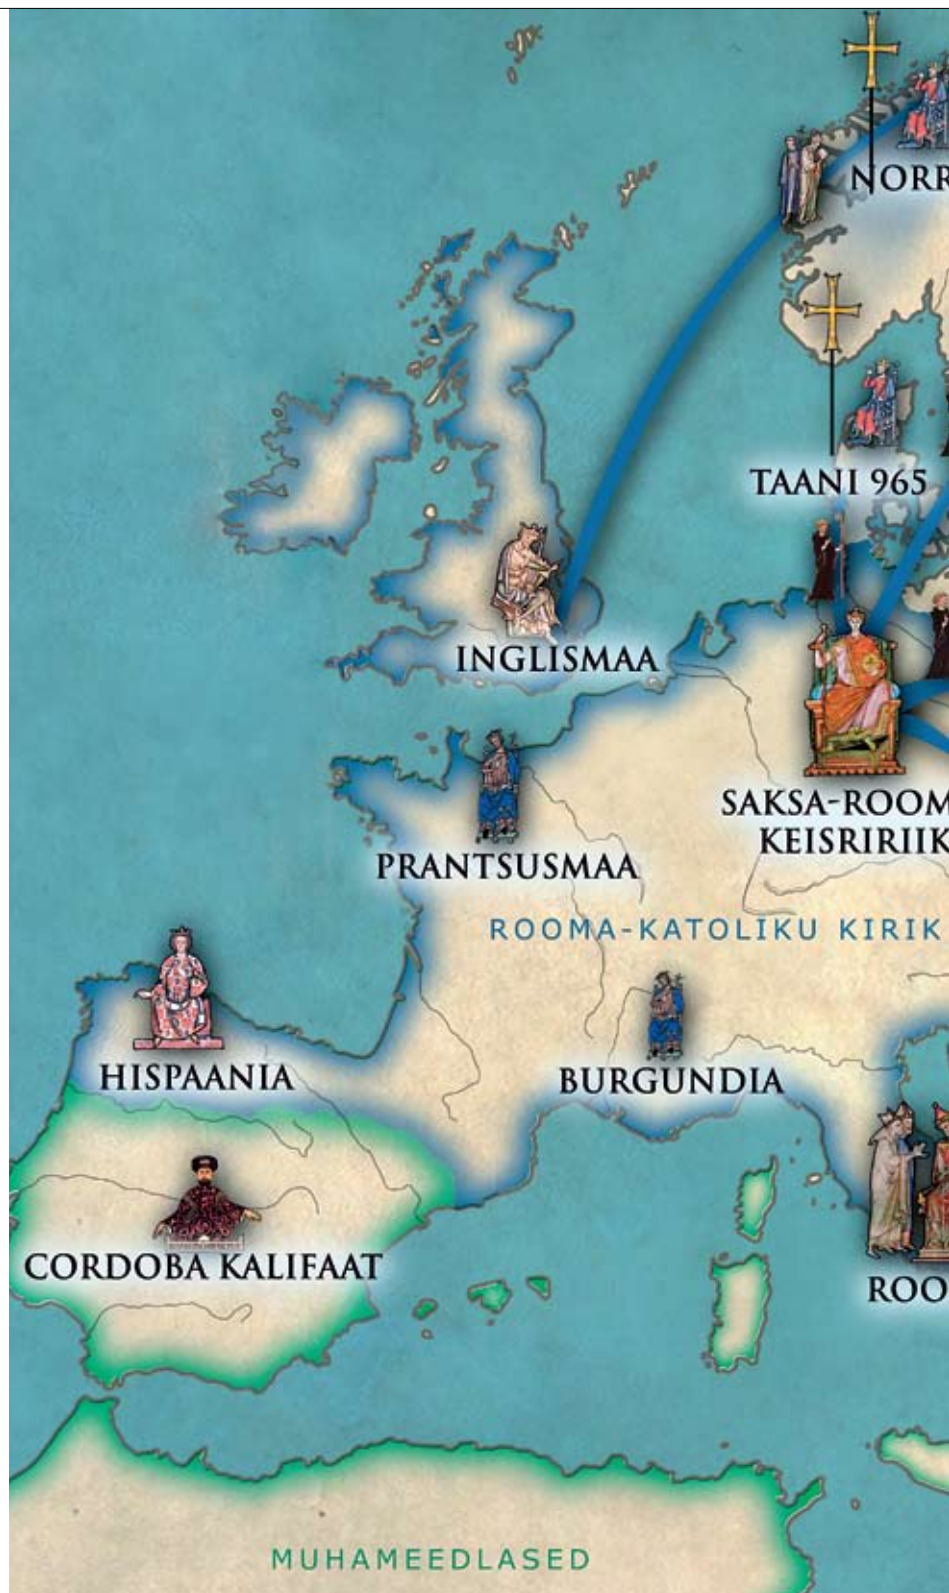 NORR
TAANI 965
INGLISMAA
SAKSA-ROOM
KEISRIRIIK
PRANTSUSMAA
ROOMA-KATOLIKU KIRIK
HISPAANIA
BURGUNDIA
CORDOBA KALIFAAT
ROO
MUHAMEEDLASED